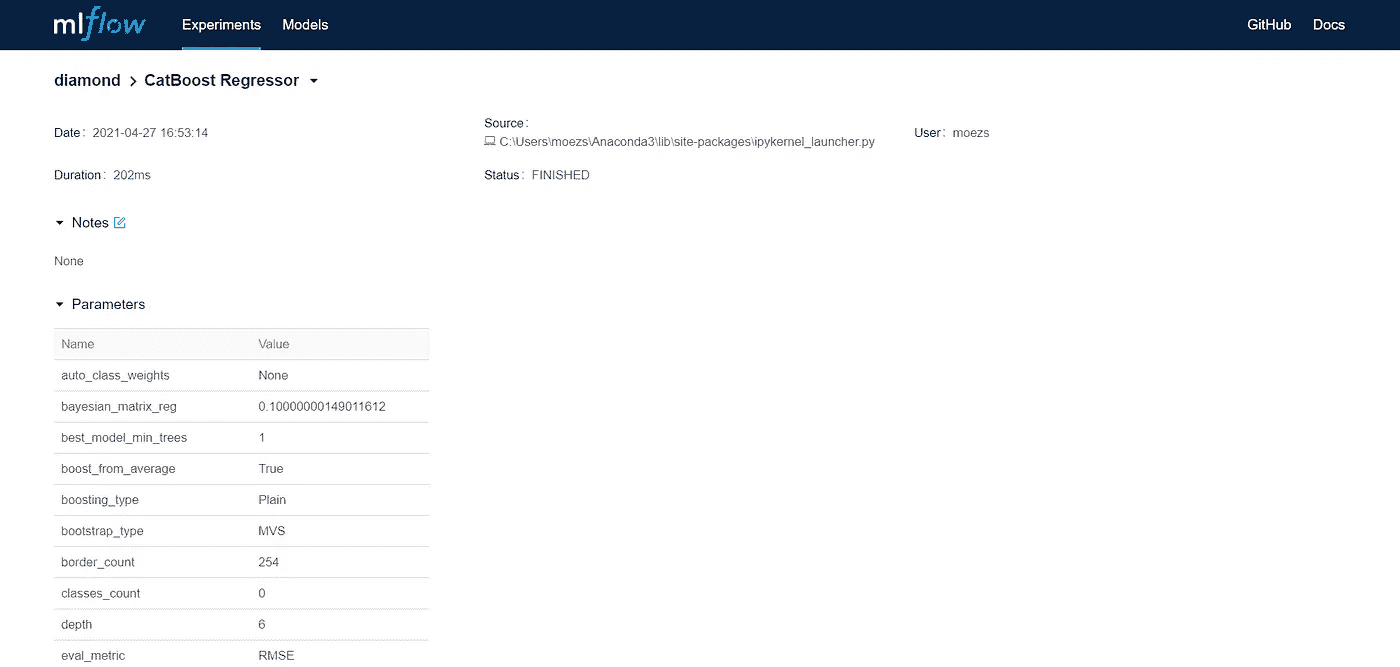 mlflow Experiments Models GitHub Docs
diamond > CatBoost Regressor
Date: 2021-04-27 16:53:14
Source:
C:\Users\moezs\Anaconda3\lib\site-packages\ipykernel_launcher.py
User: moezs
Duration: 202ms
Status: FINISHED
Notes
None
Parameters
Name Value
auto_class_weights None
bayesian_matrix_reg 0.10000000149011612
best_model_min_trees 1
boost_from_average True
boosting_type Plain
bootstrap_type MVS
border_count 254
classes_count 0
depth 6
eval_metric RMSE